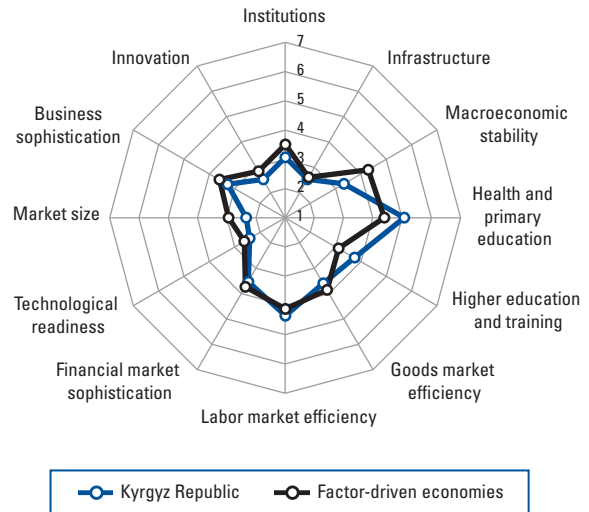 Institutions
7
6
5
4
3
2
1
Infrastructure
Macroeconomic
stability
Health and
primary
education
Higher education
and training
Goods market
efficiency
Labor market efficiency
Financial market
sophistication
Technological
readiness
Market size
Business
sophistication
Innovation
Kyrgyz Republic
Factor-driven economies